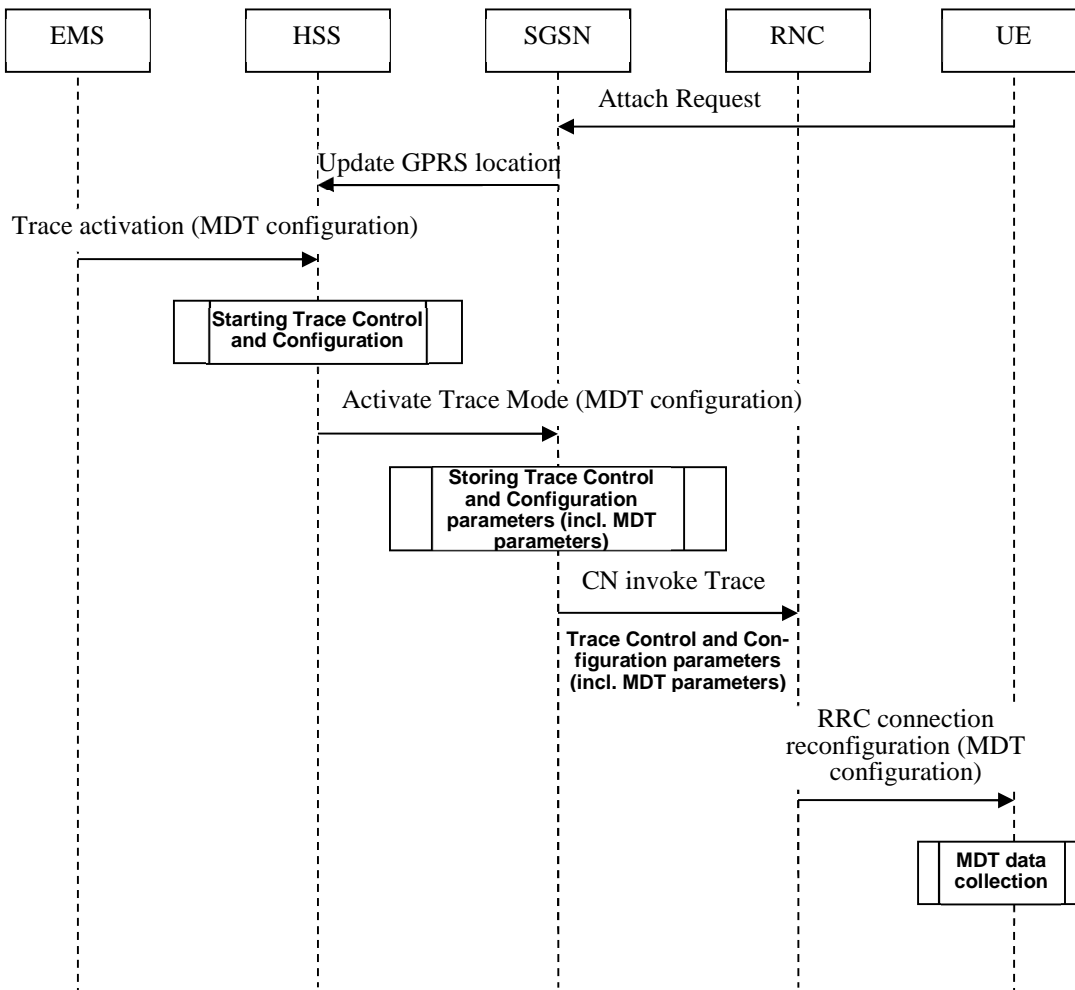 EMS
HSS
SGSN
RNC
UE
Attach Request
Update GPRS location
Trace activation (MDT configuration)
Starting Trace Control
and Configuration
Activate Trace Mode (MDT configuration)
Storing Trace Control
and Configuration
parameters (incl. MDT
parameters)
CN invoke Trace
Trace Control and Con-
figuration parameters
(incl. MDT parameters)
RRC connection
reconfiguration (MDT
configuration)
MDT data
collection